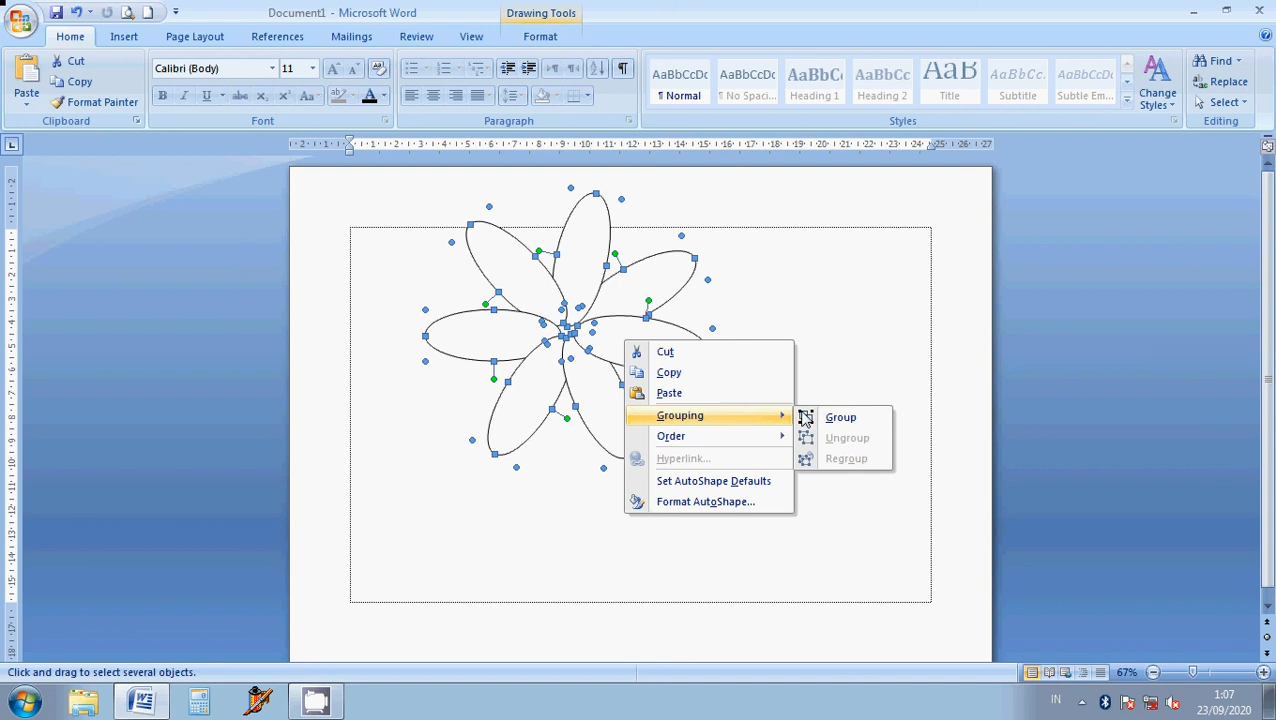 Document1 - Microsoft Word
Drawing Tools
Home
Insert
Page Layout
References
Mailings
Review
View
Format
Paste
Cut
Copy
Format Painter
Clipboard
Calibri (Body)
11
Font
Paragraph
AaBbCcDc
¶ Normal
AaBbCcDc
¶ No Spaci...
AaBbC
Heading 1
AaBbCc
Heading 2
AaB
Title
AaBbCc.
Subtitle
AaBbCcDc
Subtle Em...
Change
Styles
Styles
Find
Replace
Select
Editing
Cut
Copy
Paste
Grouping
Order
Hyperlink...
Set AutoShape Defaults
Format AutoShape...
Group
Ungroup
Regroup
Click and drag to select several objects.
67%
IN
1:07
23/09/2020